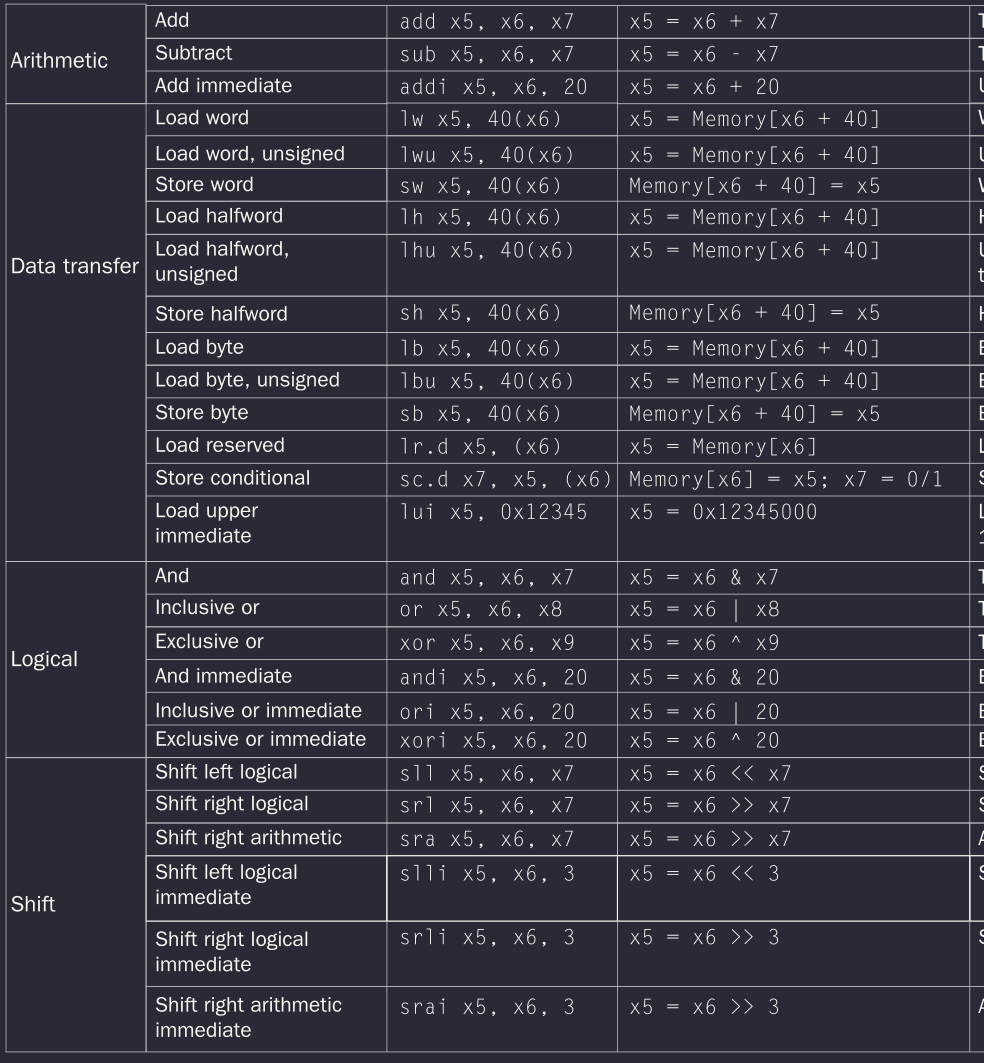 Arithmetic
Add add x5, x6, x7 x5 = x6 + x7 T
Subtract sub x5, x6, x7 x5 = x6 - x7 T
Add immediate addi x5, x6, 20 x5 = x6 + 20 U
Data transfer
Load word lw x5, 40(x6) x5 = Memory[x6 + 40]
Load word, unsigned lwu x5, 40(x6) x5 = Memory[x6 + 40]
Store word sw x5, 40(x6) Memory[x6 + 40] = x5
Load halfword lh x5, 40(x6) x5 = Memory[x6 + 40]
Load halfword, lhu x5, 40(x6) x5 = Memory[x6 + 40]
unsigned
Store halfword sh x5, 40(x6) Memory[x6 + 40] = x5
Load byte lb x5, 40(x6) x5 = Memory[x6 + 40]
Load byte, unsigned lbu x5, 40(x6) x5 = Memory[x6 + 40]
Store byte sb x5, 40(x6) Memory[x6 + 40] = x5
Load reserved lr.d x5, (x6) x5 = Memory[x6]
Store conditional sc.d x7, x5, (x6) Memory[x6] = x5; x7 = 0/1
Load upper lui x5, 0x12345 x5 = 0x12345000
immediate
Logical
And and x5, x6, x7 x5 = x6 & x7
Inclusive or or x5, x6, x8 x5 = x6 | x8
Exclusive or xor x5, x6, x9 x5 = x6 ^ x9
And immediate andi x5, x6, 20 x5 = x6 & 20
Inclusive or immediate ori x5, x6, 20 x5 = x6 | 20
Exclusive or immediate xori x5, x6, 20 x5 = x6 ^ 20
Shift
Shift left logical sll x5, x6, x7 x5 = x6 << x7
Shift right logical srl x5, x6, x7 x5 = x6 >> x7
Shift right arithmetic sra x5, x6, x7 x5 = x6 >> x7
Shift left logical slli x5, x6, 3 x5 = x6 << 3
immediate
Shift right logical srli x5, x6, 3 x5 = x6 >> 3
immediate
Shift right arithmetic srai x5, x6, 3 x5 = x6 >> 3
immediate